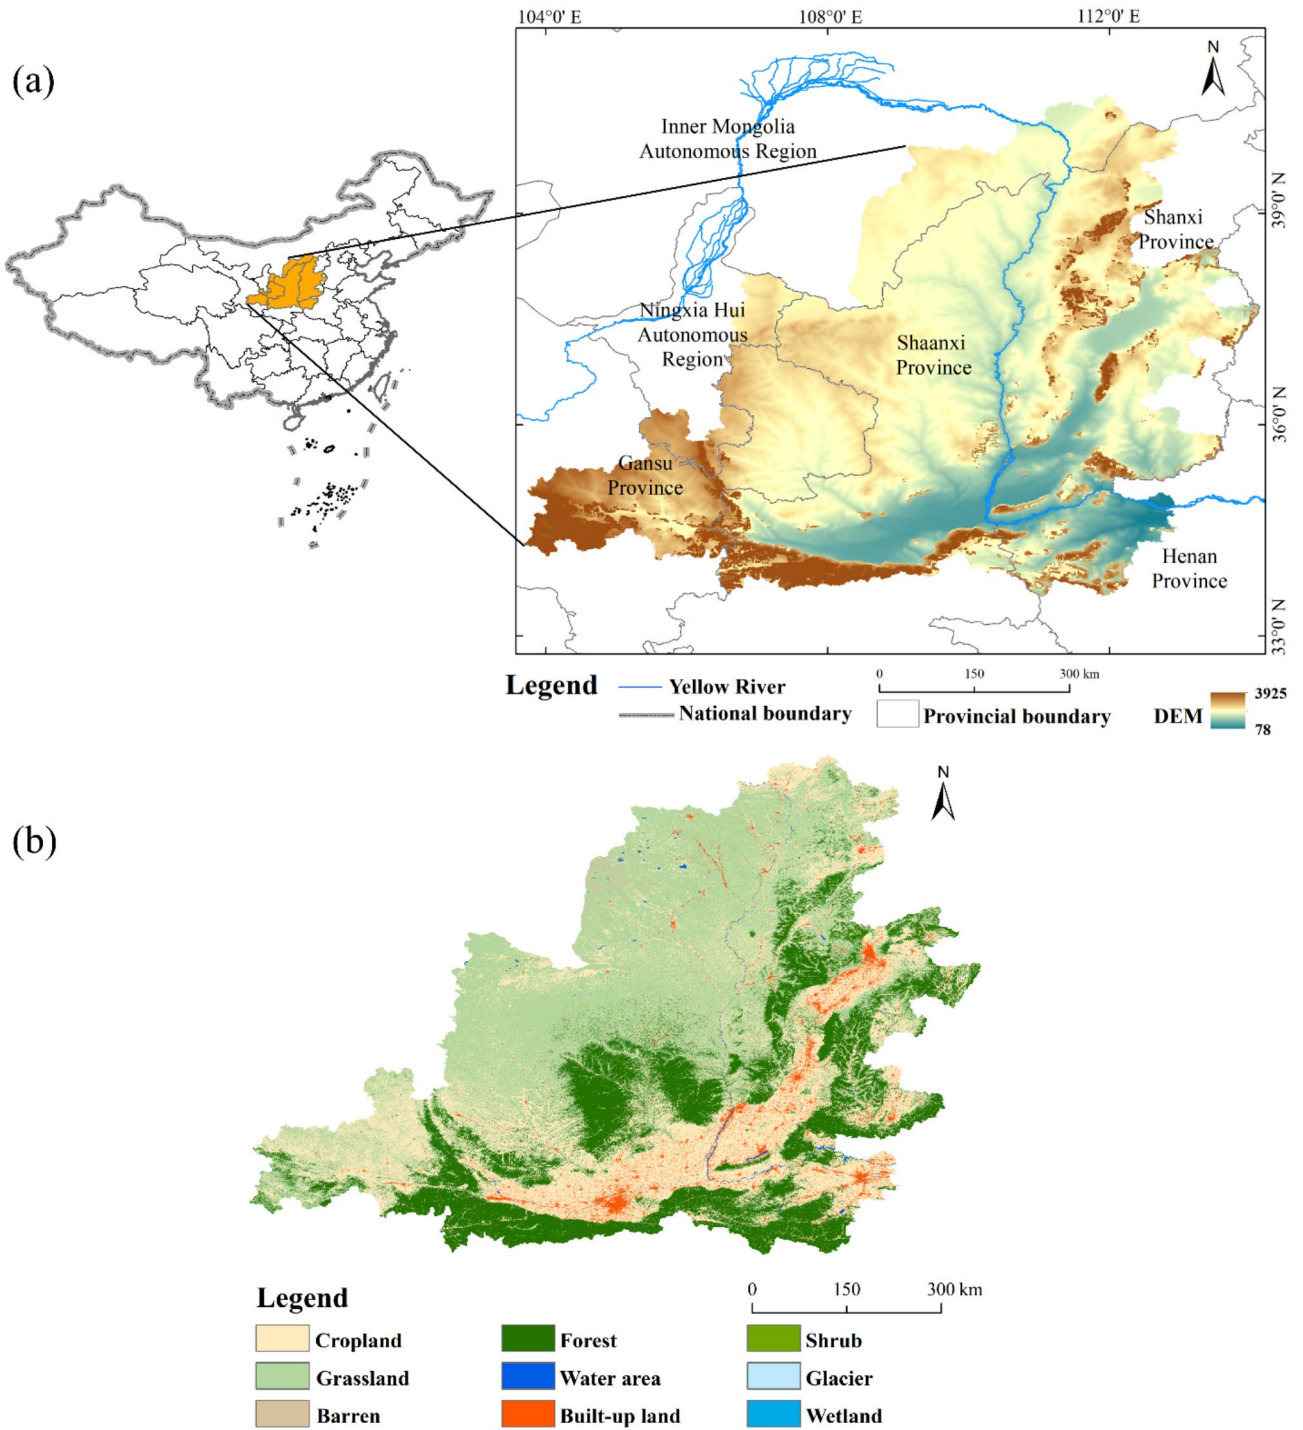 104°0' E
108°0' E
112°0' E
(a)
N
Inner Mongolia
Autonomous Region
39°0' N
Shanxi
Province
Ningxia Hui
Autonomous
Region
Shaanxi
Province
36°0' N
Gansu
Province
Henan
Province
33°0' N
Legend
Yellow River
National boundary
0
150
300 km
Provincial boundary
DEM
3925
78
(b)
N
Legend
0
150
300 km
Cropland
Forest
Shrub
Grassland
Water area
Glacier
Barren
Built-up land
Wetland